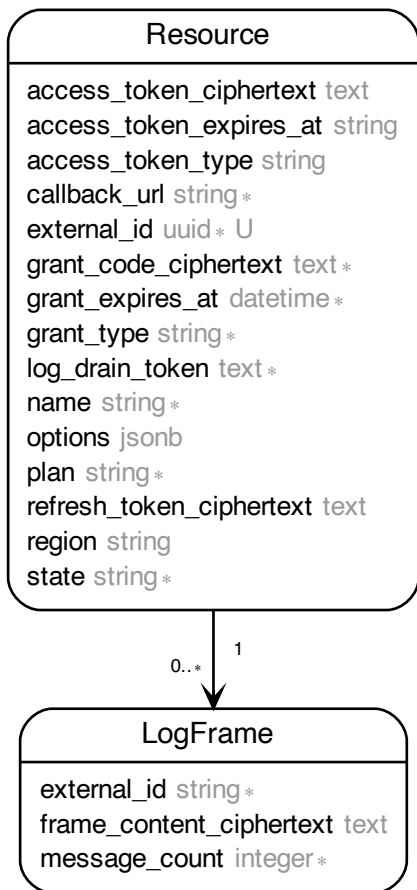 Resource
access_token_ciphertext text
access_token_expires_at string
access_token_type string
callback_url string *
external_id uuid * U
grant_code_ciphertext text *
grant_expires_at datetime *
grant_type string *
log_drain_token text *
name string *
options jsonb
plan string *
refresh_token_ciphertext text
region string
state string *
1
0..*
LogFrame
external_id string *
frame_content_ciphertext text
message_count integer *